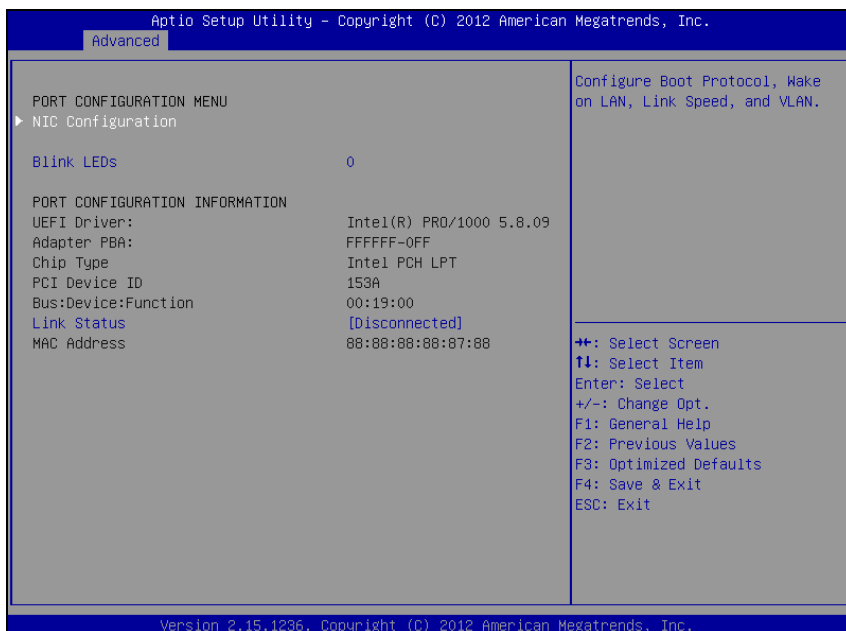 Aptio Setup Utility – Copyright (C) 2012 American Megatrends, Inc.
Advanced
PORT CONFIGURATION MENU
NIC Configuration
Blink LEDs 0
PORT CONFIGURATION INFORMATION
UEFI Driver: Intel(R) PRO/1000 5.8.09
Adapter PBA: FFFFFF-0FF
Chip Type Intel PCH LPT
PCI Device ID 153A
Bus:Device:Function 00:19:00
Link Status [Disconnected]
MAC Address 88:88:88:88:87:88
Configure Boot Protocol, Wake
on LAN, Link Speed, and VLAN.
→←: Select Screen
↑↓: Select Item
Enter: Select
+/-: Change Opt.
F1: General Help
F2: Previous Values
F3: Optimized Defaults
F4: Save & Exit
ESC: Exit
Version 2.15.1236. Copyright (C) 2012 American Megatrends, Inc.